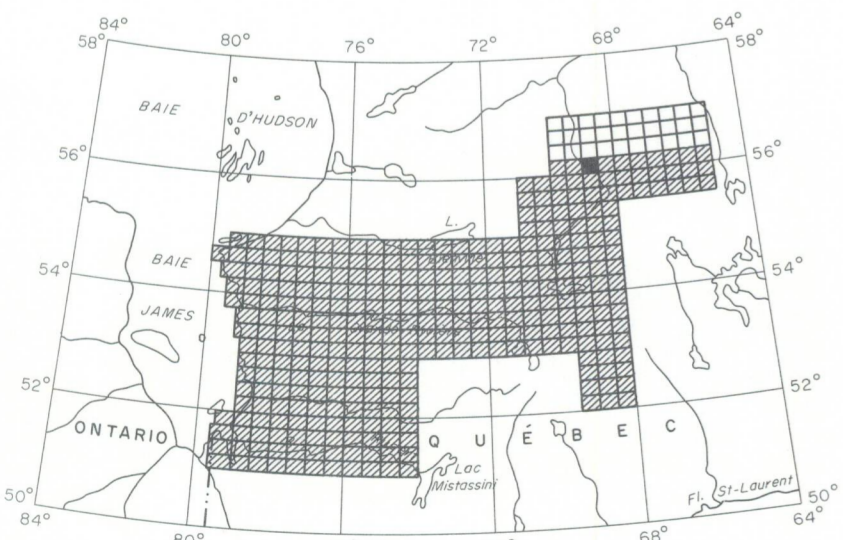 84° 80° 76° 72° 68° 64°
58° 58°
BAIE D'HUDSON
56° 56°
L.
BAIE
54° 54°
JAMES
52° 52°
ONTARIO QUÉBEC
Lac
Mistassini
Fl. St-Laurent
50° 50°
84° 80° 68° 64°